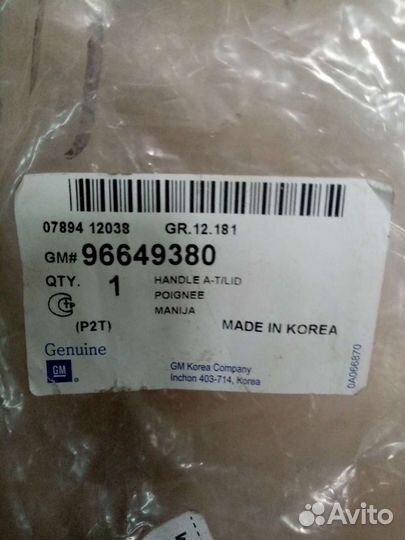 07894 12038 GR.12.181
GM# 96649380
QTY. 1 HANDLE A-T/LID
POIGNEE
MANIJA
(P2T) MADE IN KOREA
Genuine
GM
GM Korea Company
Inchon 403-714, Korea
0A066870
Avito